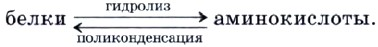 гидролиз
белки аминокислоты.
поликонденсация